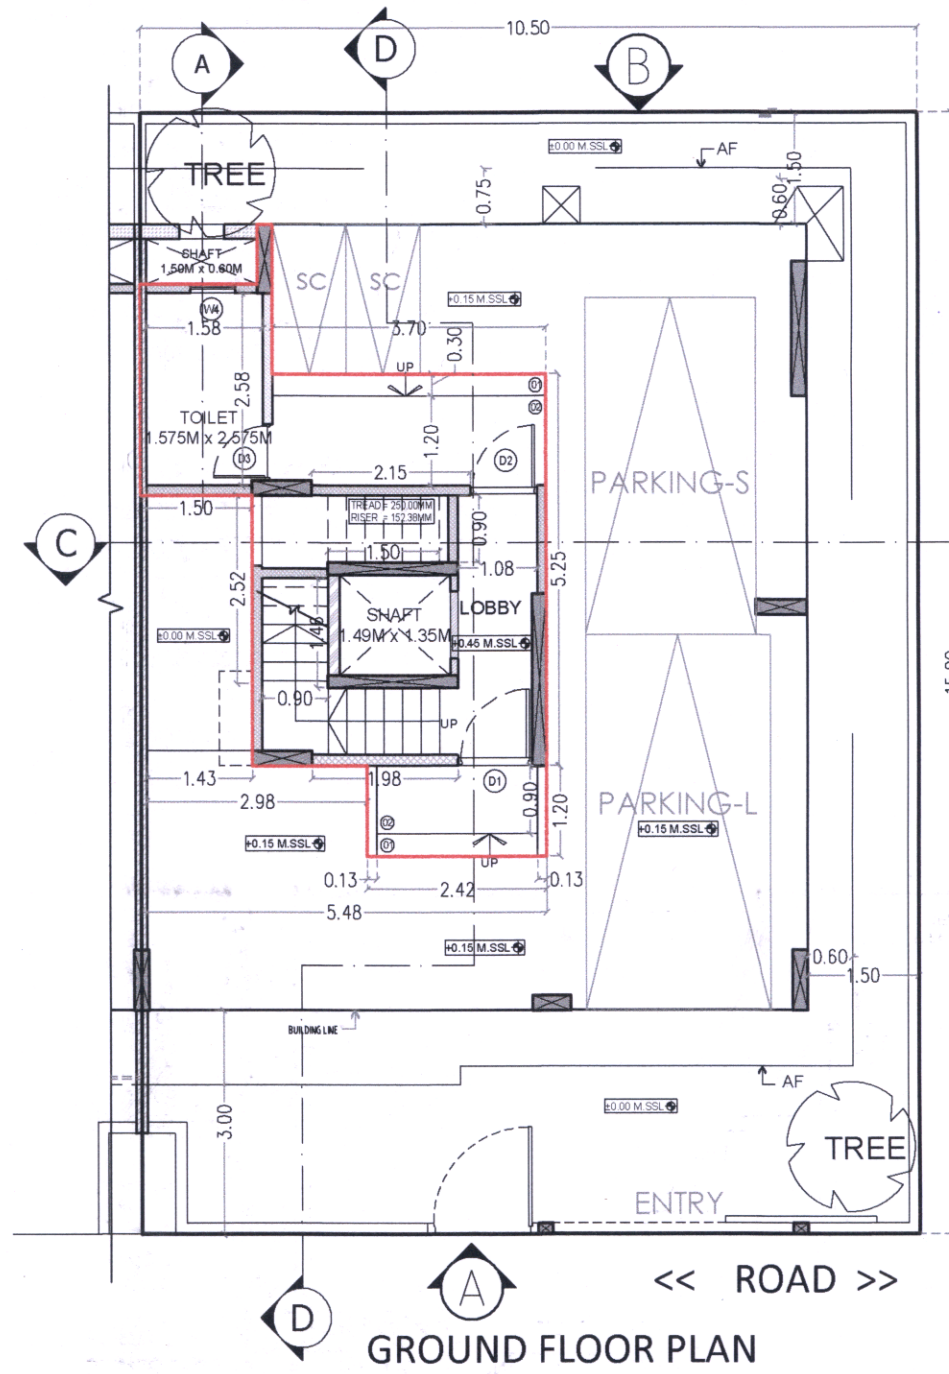 10.50
A
D
B
TREE
±0.00 M.SSL
AF
1.50
0.75
0.60
SHAFT
1.50M x 0.60M
SC
SC
+0.15 M.SSL
W4
1.58
3.70
0.30
UP
01
02
2.58
TOILET
1.575M x 2.575M
1.20
D3
D2
2.15
PARKING-S
1.50
TREAD = 250.00MM
RISER = 152.38MM
0.90
C
1.50
1.08
5.25
2.52
SHAFT
1.49M x 1.35M
LOBBY
±0.00 M.SSL
+0.45 M.SSL
0.90
UP
1.43
1.98
D1
2.98
0.90
1.20
PARKING-L
02
+0.15 M.SSL
+0.15 M.SSL
01
UP
0.13
2.42
0.13
5.48
+0.15 M.SSL
0.60
1.50
BUILDING LINE
AF
3.00
±0.00 M.SSL
TREE
ENTRY
A
<< ROAD >>
D
GROUND FLOOR PLAN